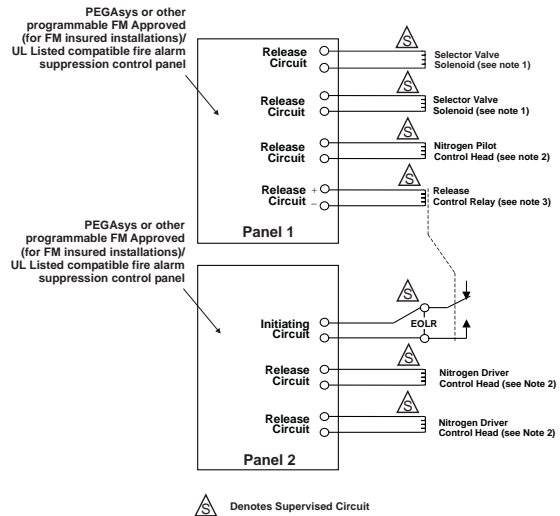 PEGAsys or other
programmable FM Approved
(for FM insured installations)/
UL Listed compatible fire alarm
suppression control panel
Release
Circuit
S
Selector Valve
Solenoid (see note 1)
Release
Circuit
S
Selector Valve
Solenoid (see note 1)
Release
Circuit
S
Nitrogen Pilot
Control Head (see note 2)
Release +
Circuit –
S
Release
Control Relay (see note 3)
Panel 1
PEGAsys or other
programmable FM Approved
(for FM insured installations)/
UL Listed compatible fire alarm
suppression control panel
Initiating
Circuit
S
EOLR
Release
Circuit
S
Nitrogen Driver
Control Head (see Note 2)
Release
Circuit
S
Nitrogen Driver
Control Head (see Note 2)
Panel 2
S Denotes Supervised Circuit